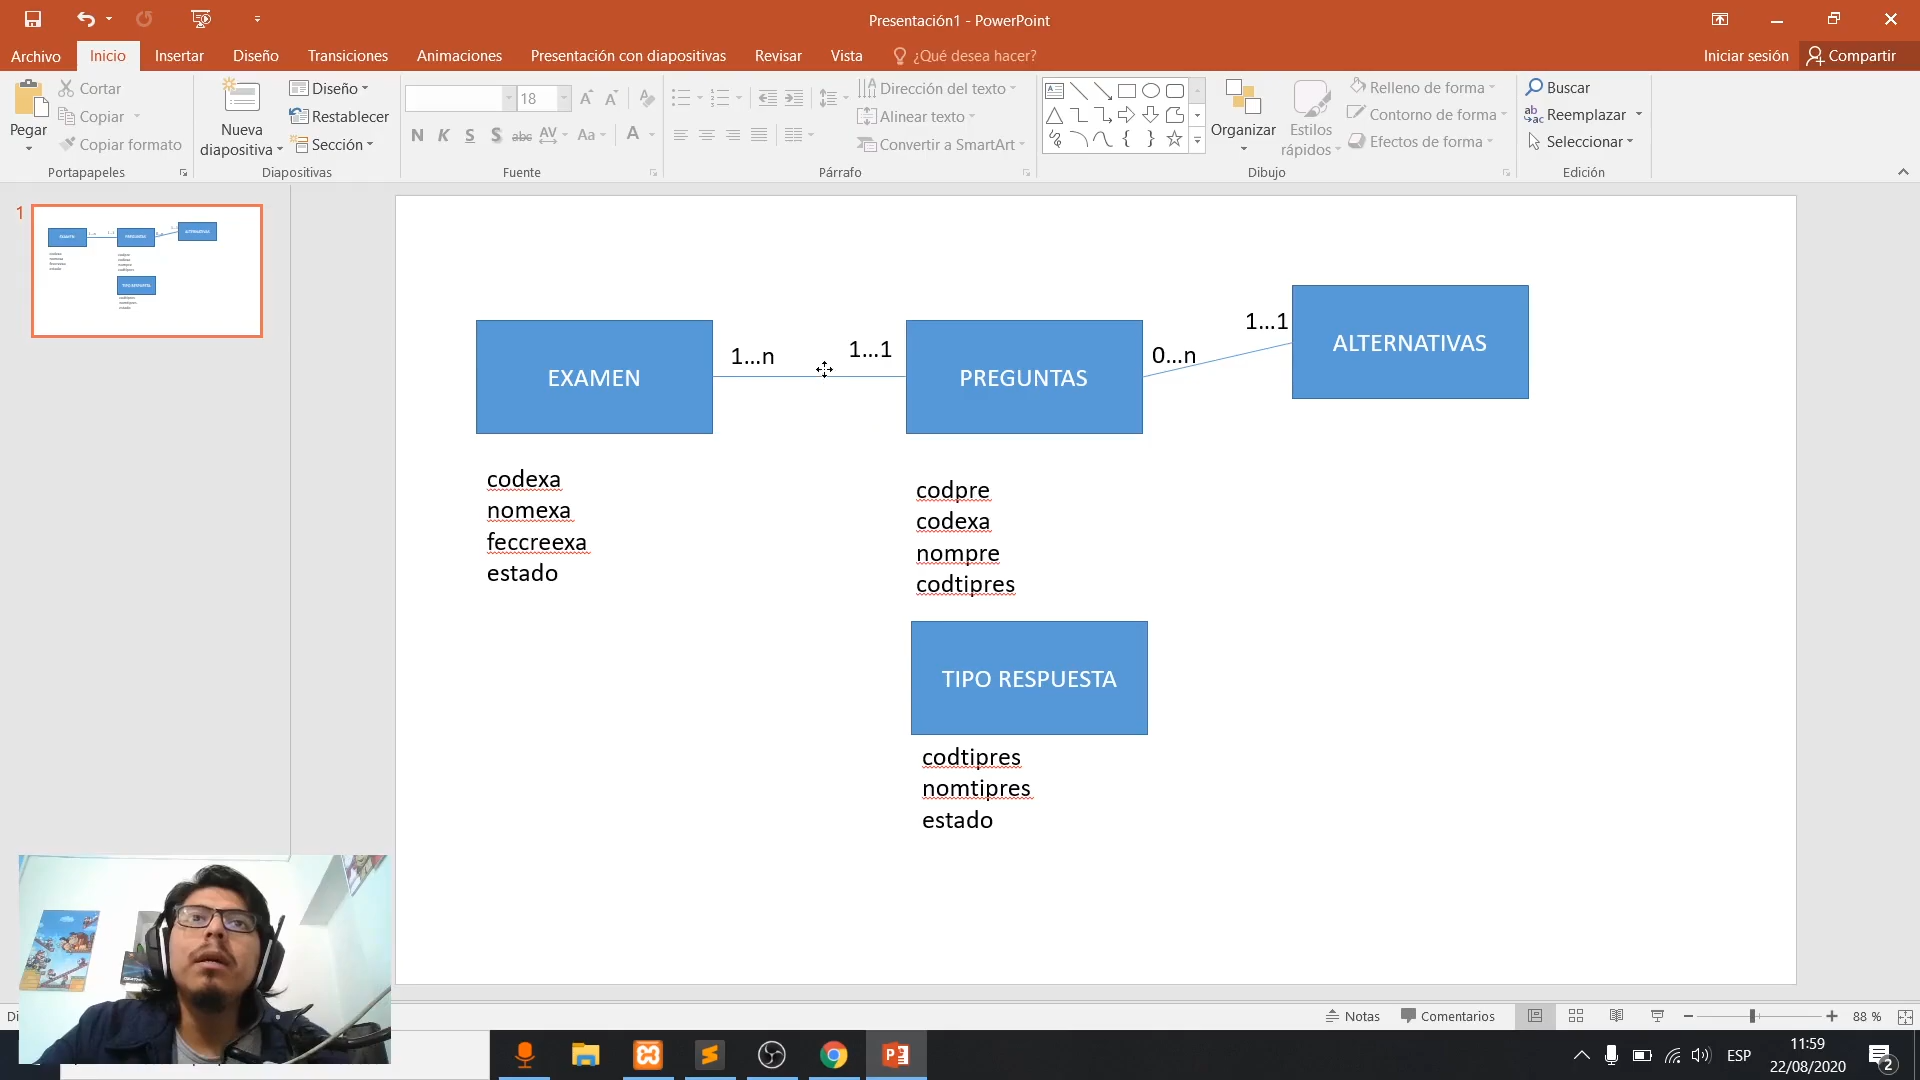 Presentación1 - PowerPoint
Archivo
Inicio
Insertar
Diseño
Transiciones
Animaciones
Presentación con diapositivas
Revisar
Vista
¿Qué desea hacer?
Iniciar sesión
Compartir
Pegar
Cortar
Copiar
Copiar formato
Portapapeles
Nueva
diapositiva
Diseño
Restablecer
Sección
Diapositivas
18
N K S S abc AV Aa A
Fuente
Dirección del texto
Alinear texto
Convertir a SmartArt
Párrafo
Organizar
Estilos
rápidos
Relleno de forma
Contorno de forma
Efectos de forma
Dibujo
Buscar
Reemplazar
Seleccionar
Edición
1
EXAMEN
1...n
1...1
PREGUNTAS
0...n
1...1
ALTERNATIVAS
codexa
nomexa
feccreexa
estado
codpre
codexa
nompre
codtipres
TIPO RESPUESTA
codtipres
nomtipres
estado
Notas
Comentarios
88 %
ESP
11:59
22/08/2020
2